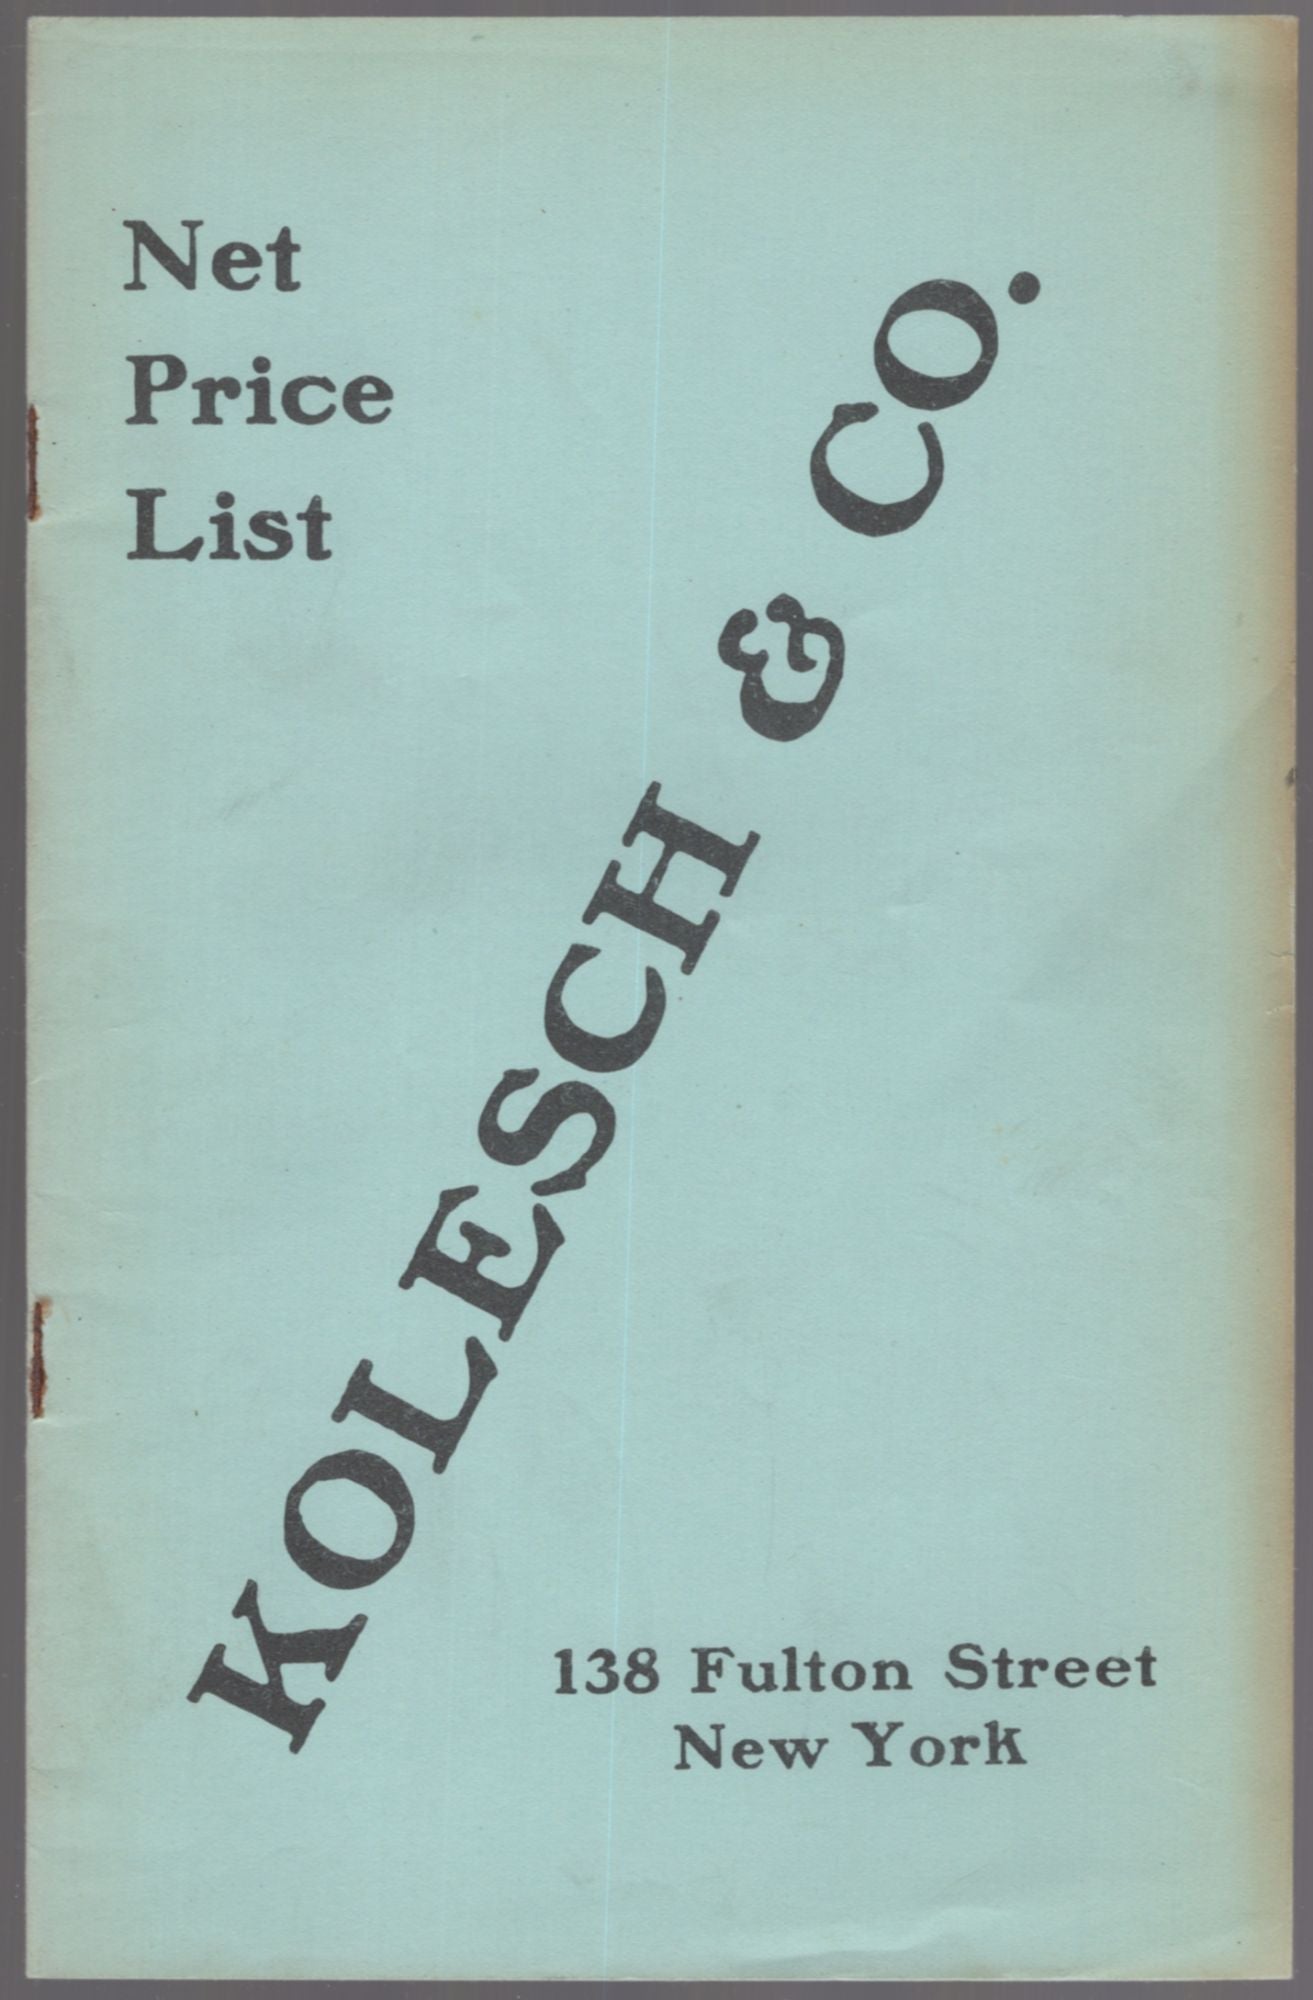 Net
Price
List
KOLESCH & CO.
138 Fulton Street
New York